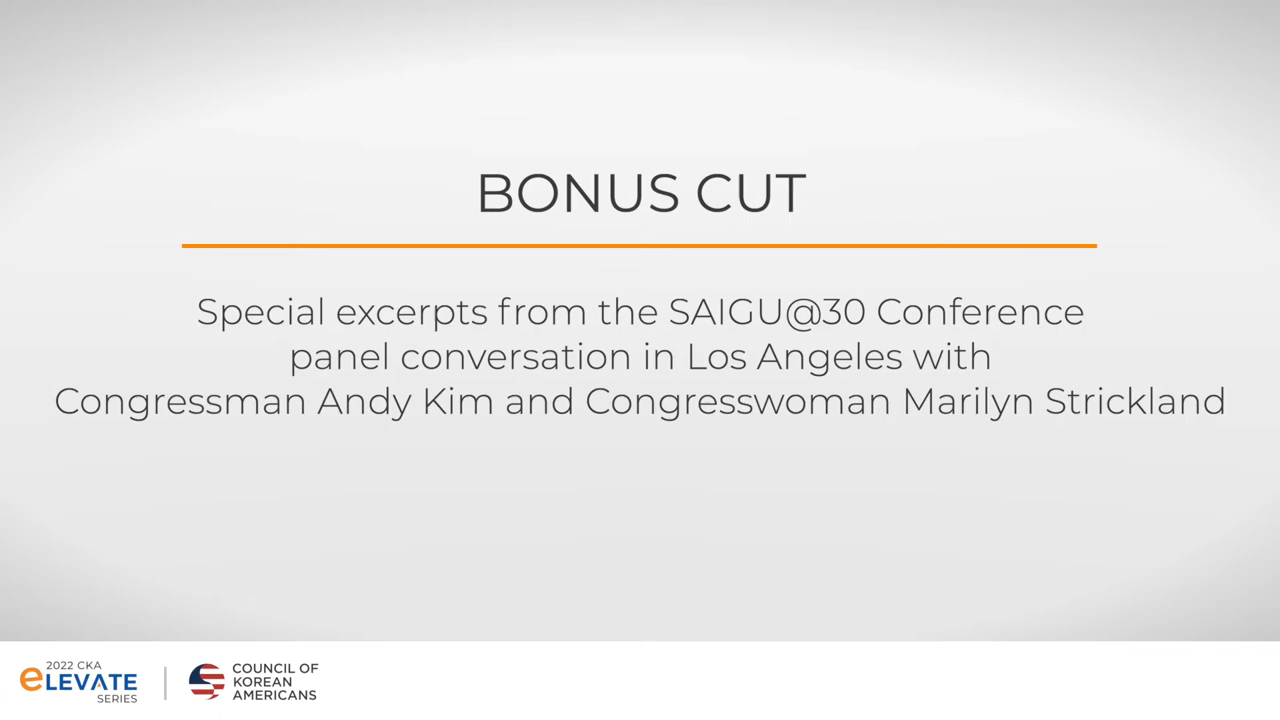 BONUS CUT
Special excerpts from the SAIGU@30 Conference
panel conversation in Los Angeles with
Congressman Andy Kim and Congresswoman Marilyn Strickland
2022 CKA
eLEVATE
SERIES
COUNCIL OF
KOREAN
AMERICANS